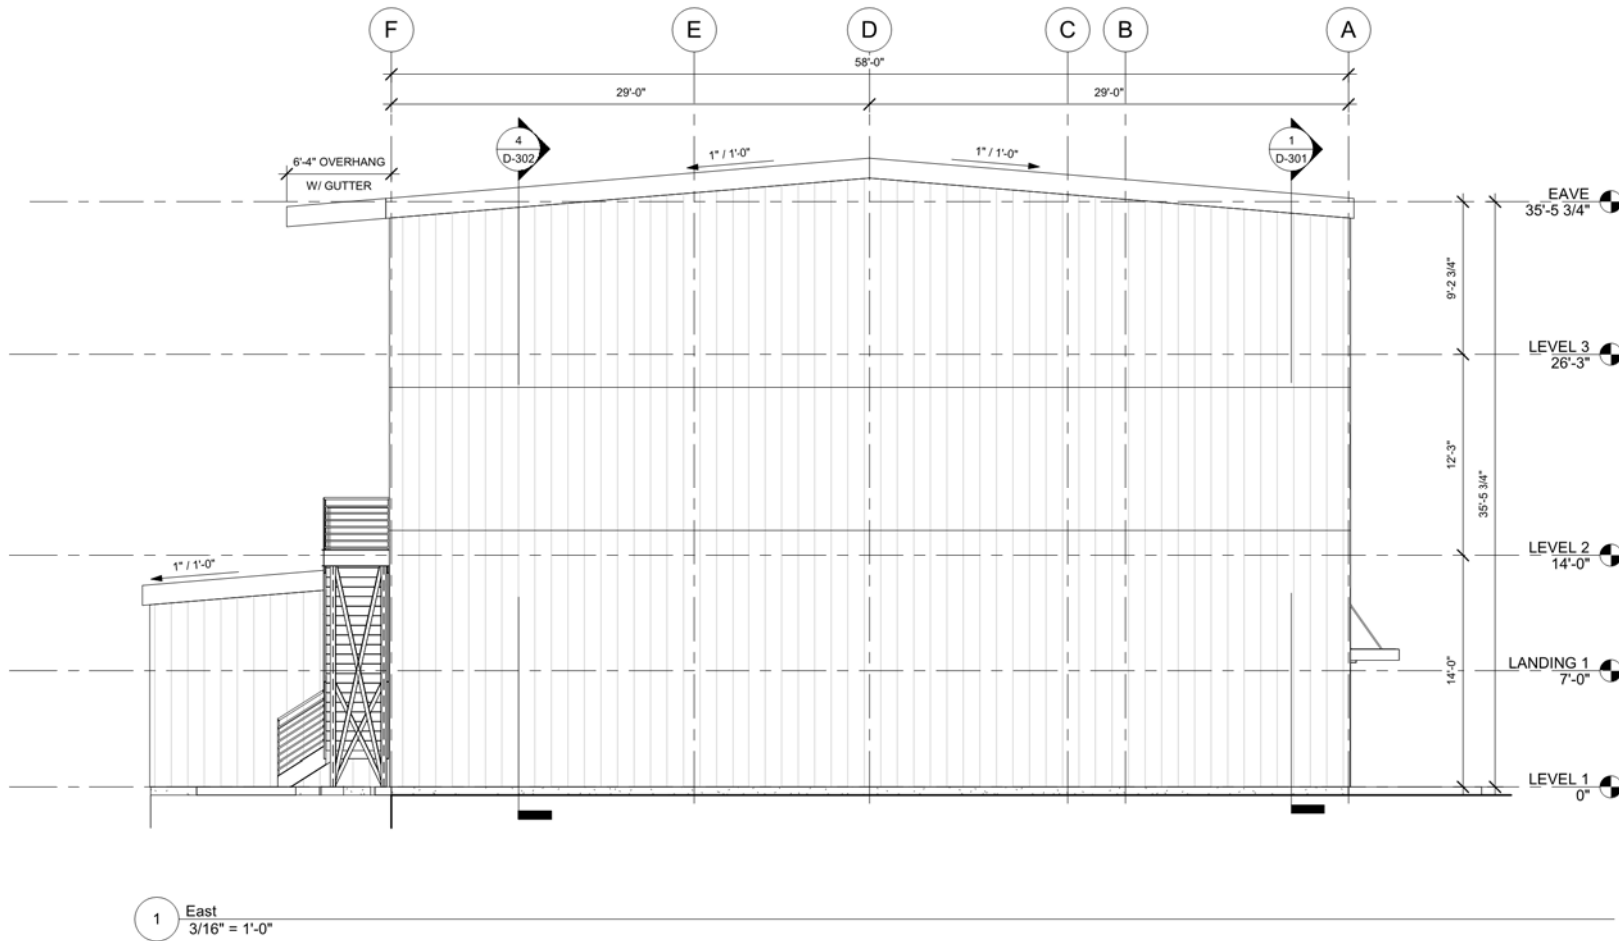 F
E
D
C
B
A
58'-0"
29'-0"
29'-0"
4
D-302
1
D-301
6'-4" OVERHANG
W/ GUTTER
1" / 1'-0"
1" / 1'-0"
EAVE
35'-5 3/4"
9'-2 3/4"
LEVEL 3
26'-3"
12'-3"
35'-5 3/4"
LEVEL 2
14'-0"
1" / 1'-0"
LANDING 1
7'-0"
14'-0"
LEVEL 1
0"
1
East
3/16" = 1'-0"